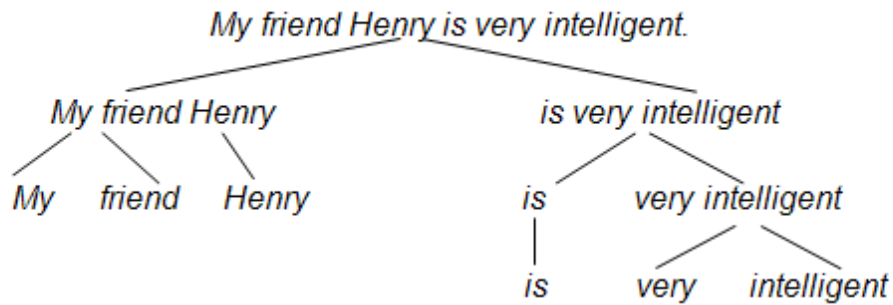 My friend Henry is very intelligent.
My friend Henry is very intelligent
My friend Henry is very intelligent
is very intelligent